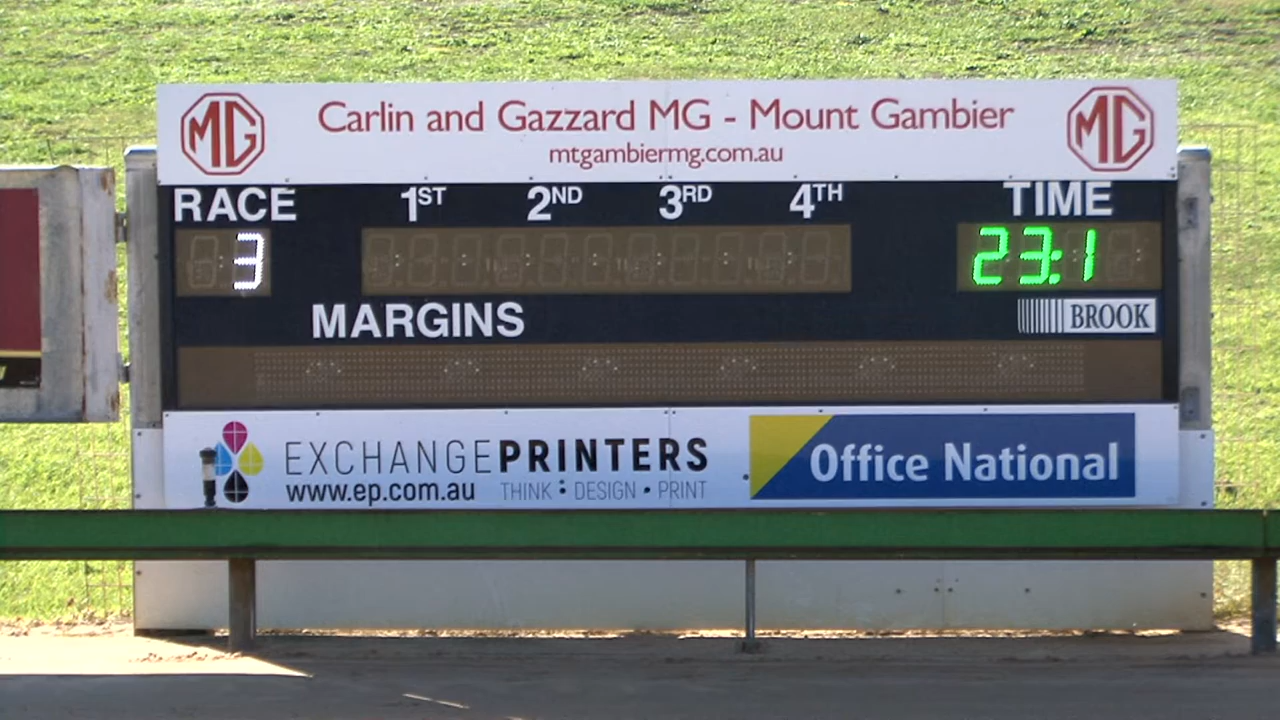 MG Carlin and Gazzard MG - Mount Gambier MG
mtgambiermg.com.au
RACE 1ST 2ND 3RD 4TH TIME
3 23:1
MARGINS BROOK
EXCHANGEPRINTERS Office National
www.ep.com.au THINK : DESIGN • PRINT